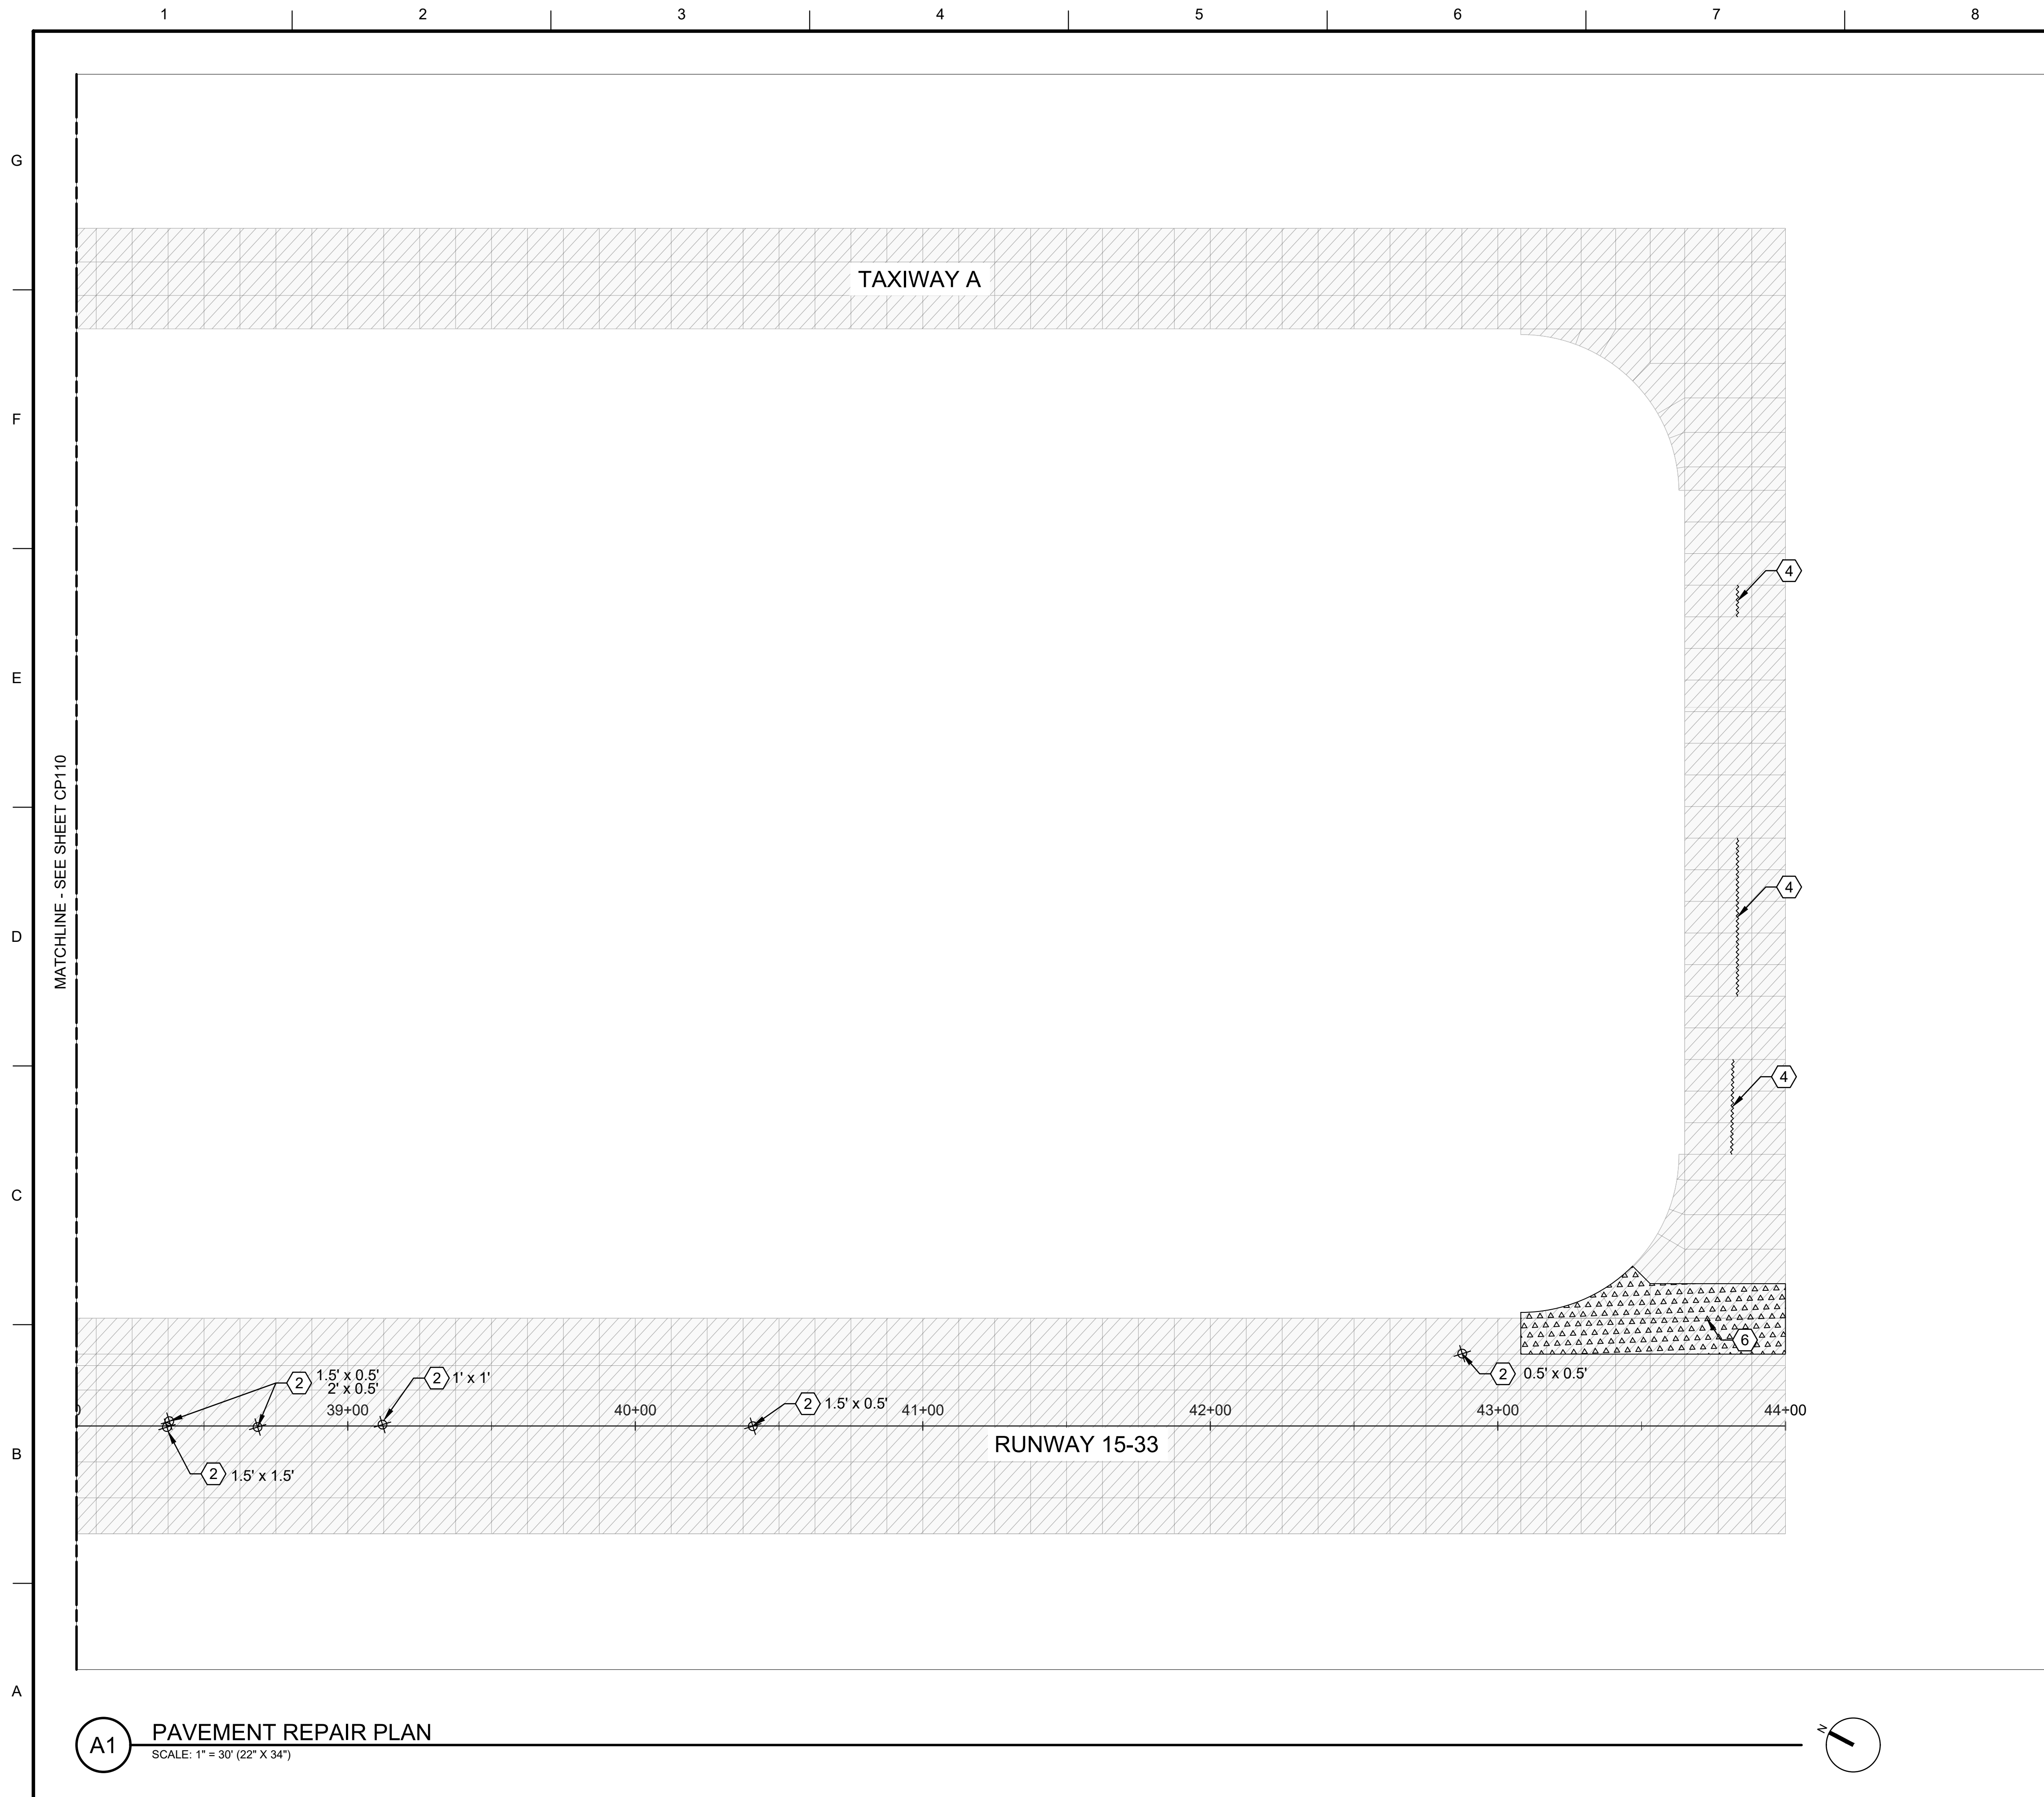 1 2 3 4 5 6 7 8
G
TAXIWAY A
F
4
E
MATCHLINE - SEE SHEET CP110
4
D
4
C
6
2 1.5' x 0.5'
2' x 0.5'
2 1' x 1'
2 1.5' x 0.5'
2 0.5' x 0.5'
39+00 40+00 41+00 42+00 43+00 44+00
RUNWAY 15-33
B
2 1.5' x 1.5'
A
A1
PAVEMENT REPAIR PLAN
SCALE: 1" = 30' (22" X 34")
N